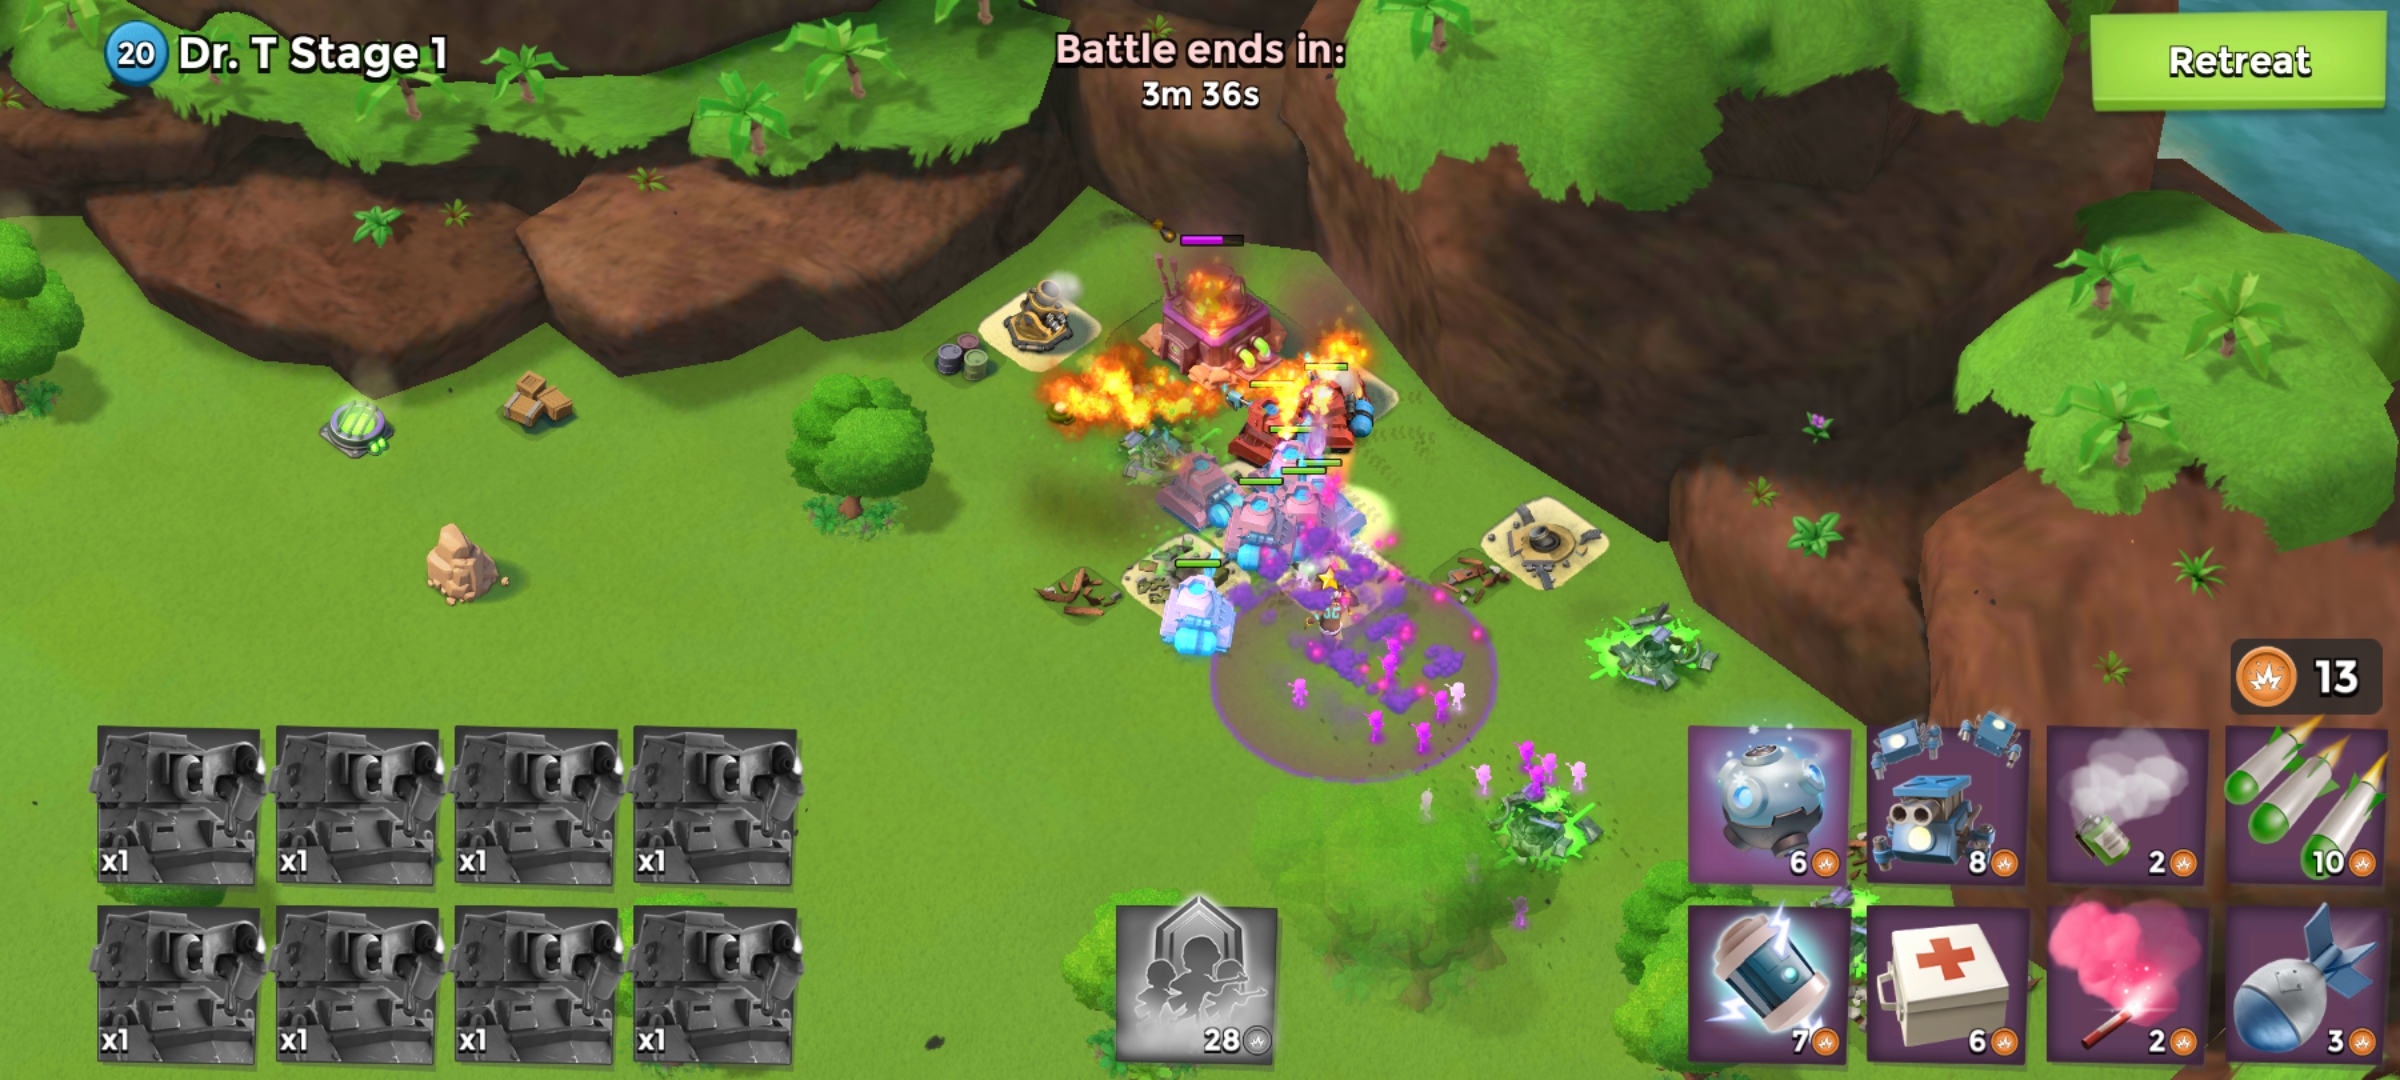 20 Dr. T Stage 1
Battle ends in:
3m 36s
Retreat
13
x1 x1 x1 x1
6 8 2 10
x1 x1 x1 x1
28
7 6 2 3